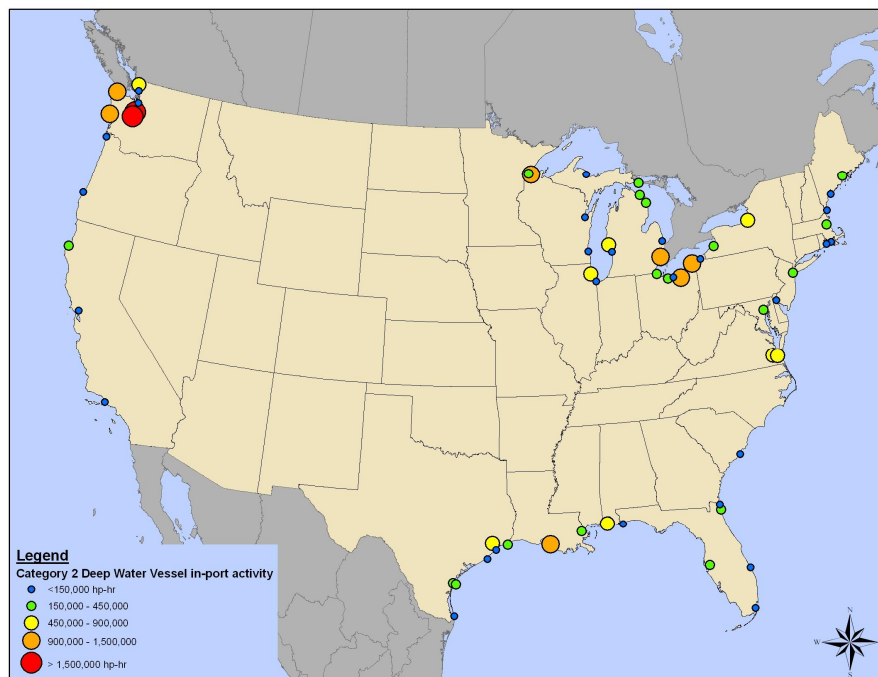 Legend
Category 2 Deep Water Vessel in-port activity
<150,000 hp-hr
150,000 - 450,000
450,000 - 900,000
900,000 - 1,500,000
> 1,500,000 hp-hr
N
W E
S